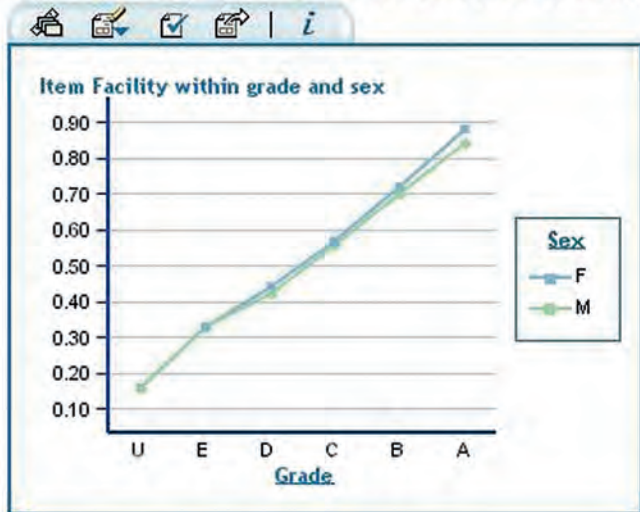 i
Item Facility within grade and sex
0.90
0.80
0.70
0.60
0.50
0.40
0.30
0.20
0.10
U E D C B A
Grade
Sex
F
M